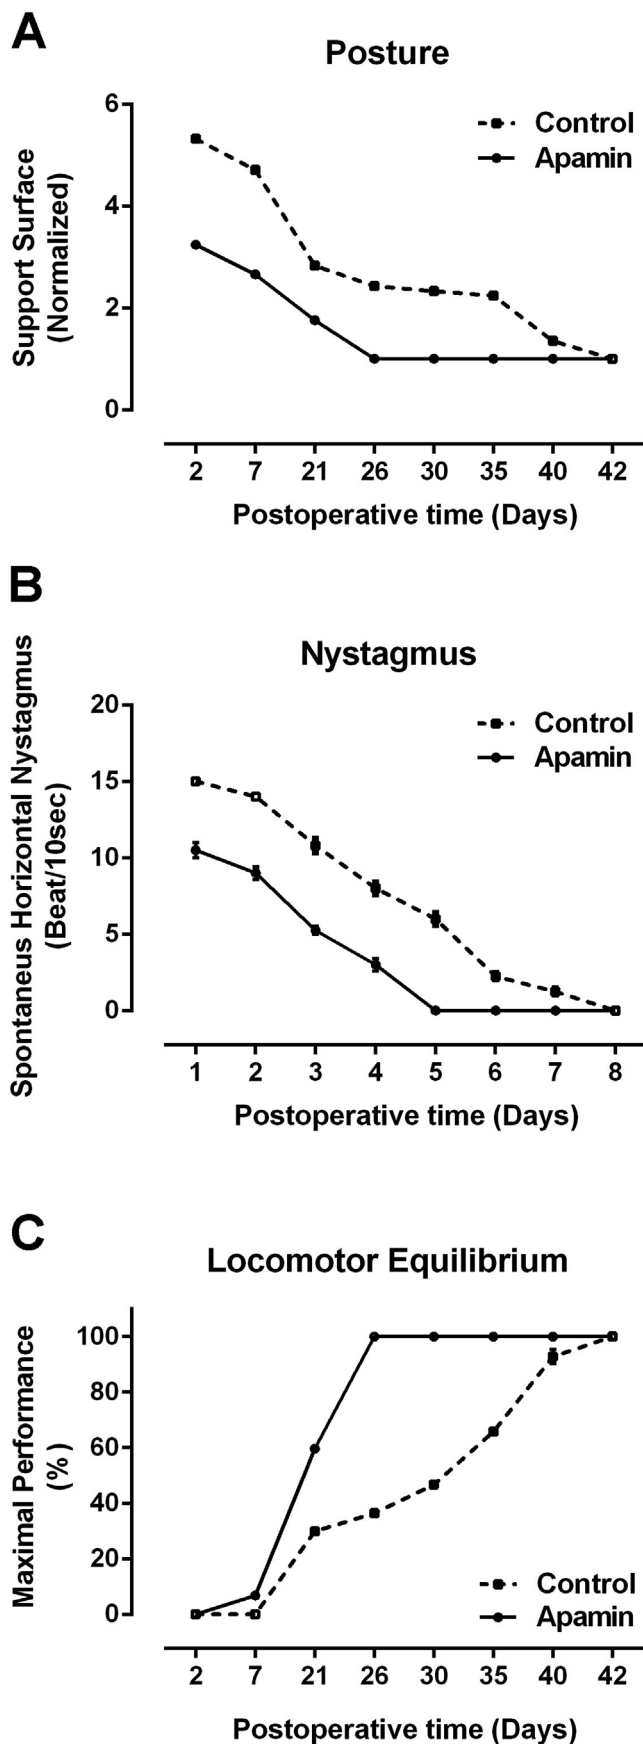 A
Posture
6
4
2
0
Support Surface
(Normalized)
Control
Apamin
2 7 21 26 30 35 40 42
Postoperative time (Days)
B
Nystagmus
20
15
10
5
0
Spontaneus Horizontal Nystagmus
(Beat/10sec)
Control
Apamin
1 2 3 4 5 6 7 8
Postoperative time (Days)
C
Locomotor Equilibrium
100
80
60
40
20
0
Maximal Performance
(%)
Control
Apamin
2 7 21 26 30 35 40 42
Postoperative time (Days)